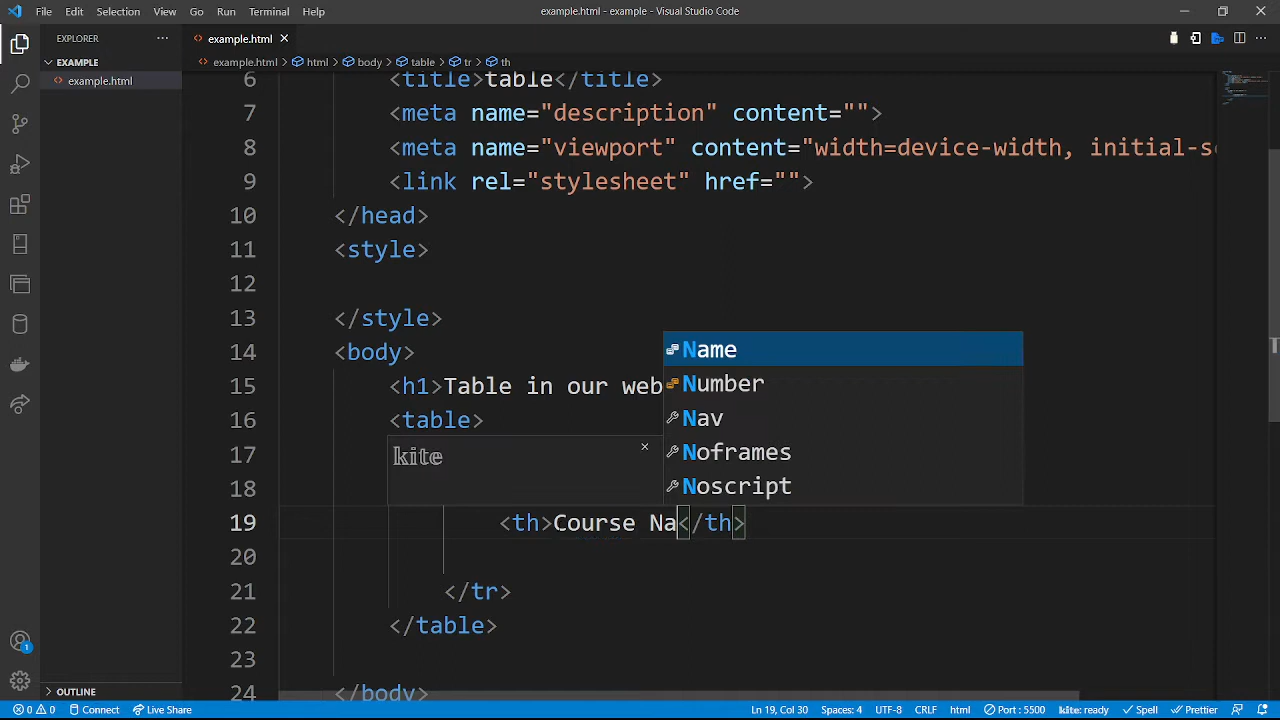 File Edit Selection View Go Run Terminal Help
example.html - example - Visual Studio Code
EXPLORER
EXAMPLE
example.html
OUTLINE
example.html
example.html html body table tr th
6 <title>table</title>
7 <meta name="description" content="">
8 <meta name="viewport" content="width=device-width, initial-sc
9 <link rel="stylesheet" href="">
10 </head>
11 <style>
12
13 </style>
14 <body>
15 <h1>Table in our web
16 <table>
17
18
19 <th>Course Na</th>
20
21 </tr>
22 </table>
23
24 </body>
Name
Number
Nav
Noframes
Noscript
kite
1
0 0 Connect Live Share Ln 19, Col 30 Spaces: 4 UTF-8 CRLF html Port : 5500 kite: ready Spell Prettier